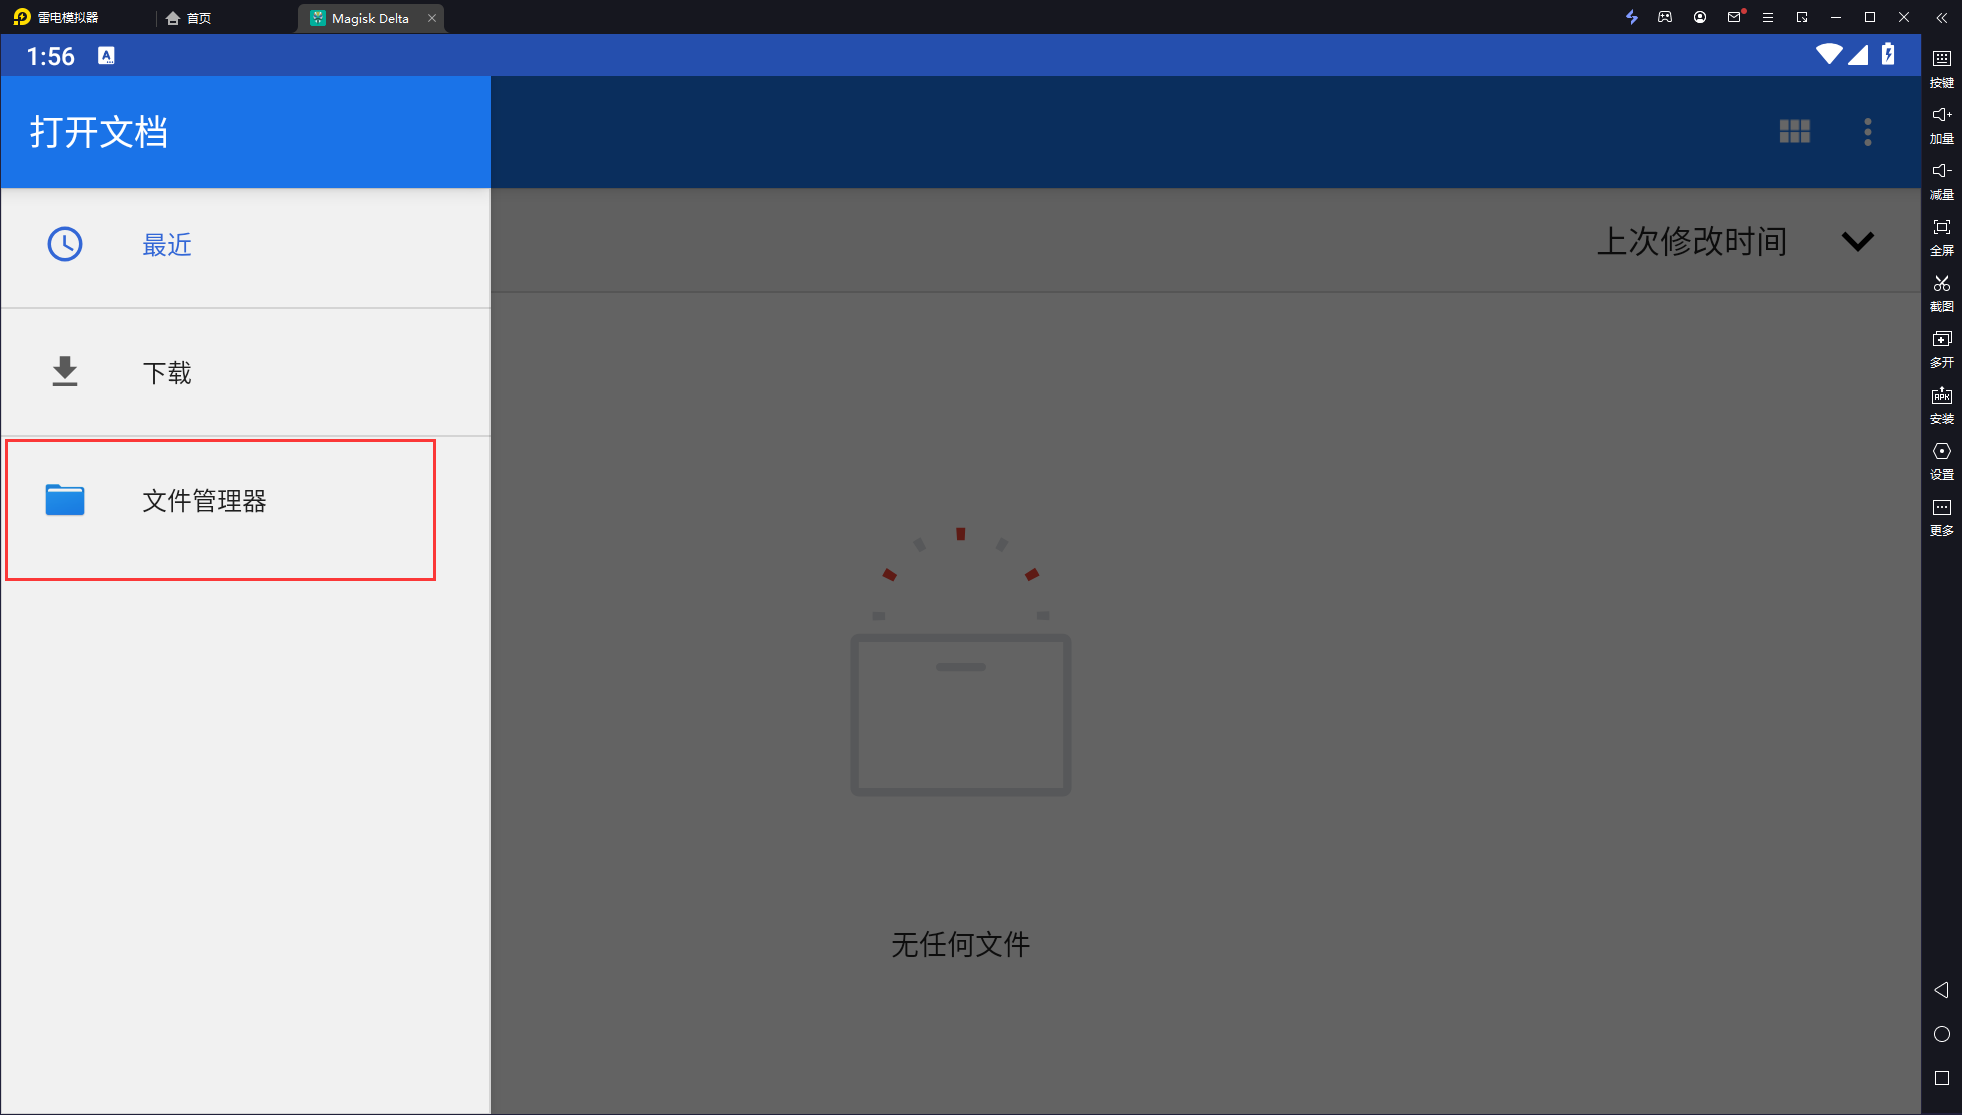 雷电模拟器
首页
Magisk Delta
1:56
打开文档
最近
下载
文件管理器
上次修改时间
无任何文件
按键
加量
减量
全屏
截图
多开
APK
安装
设置
更多